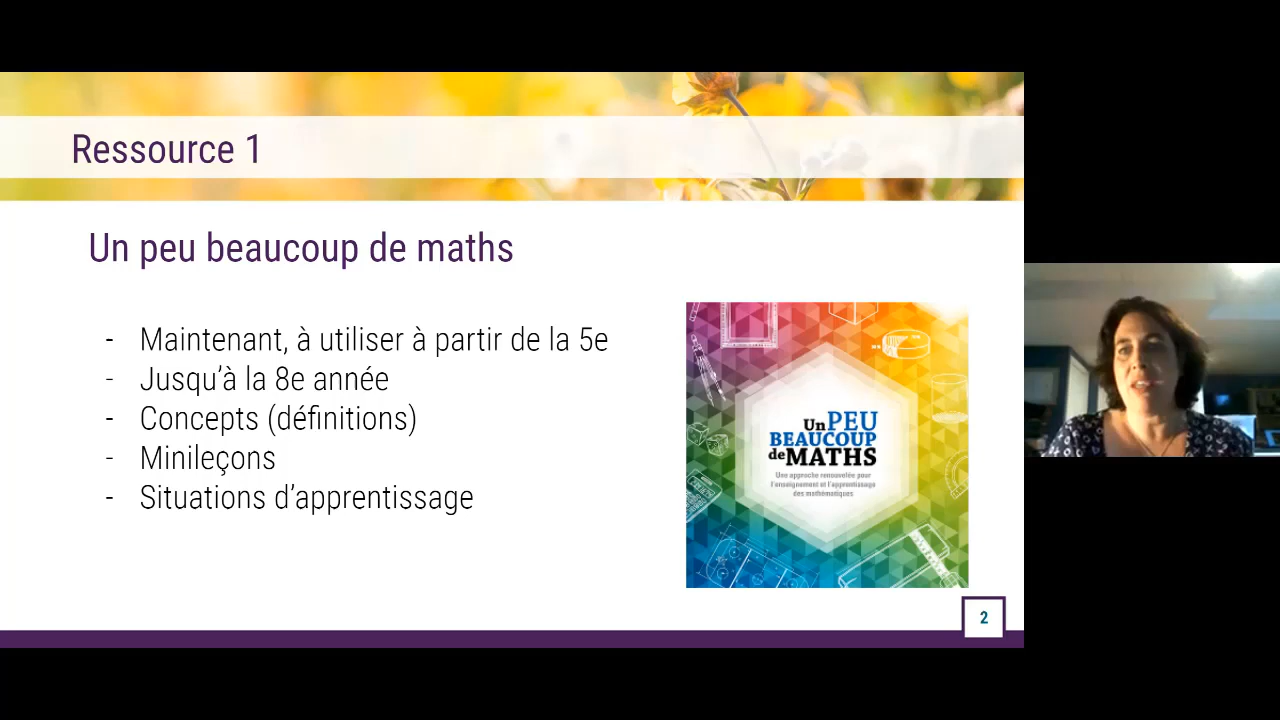 Ressource 1
Un peu beaucoup de maths
- Maintenant, à utiliser à partir de la 5e
- Jusqu’à la 8e année
- Concepts (définitions)
- Minileçons
- Situations d’apprentissage
Un PEU
BEAUCOUP
de MATHS
Une approche renouvelée pour
l'enseignement et l'apprentissage
des mathématiques
2